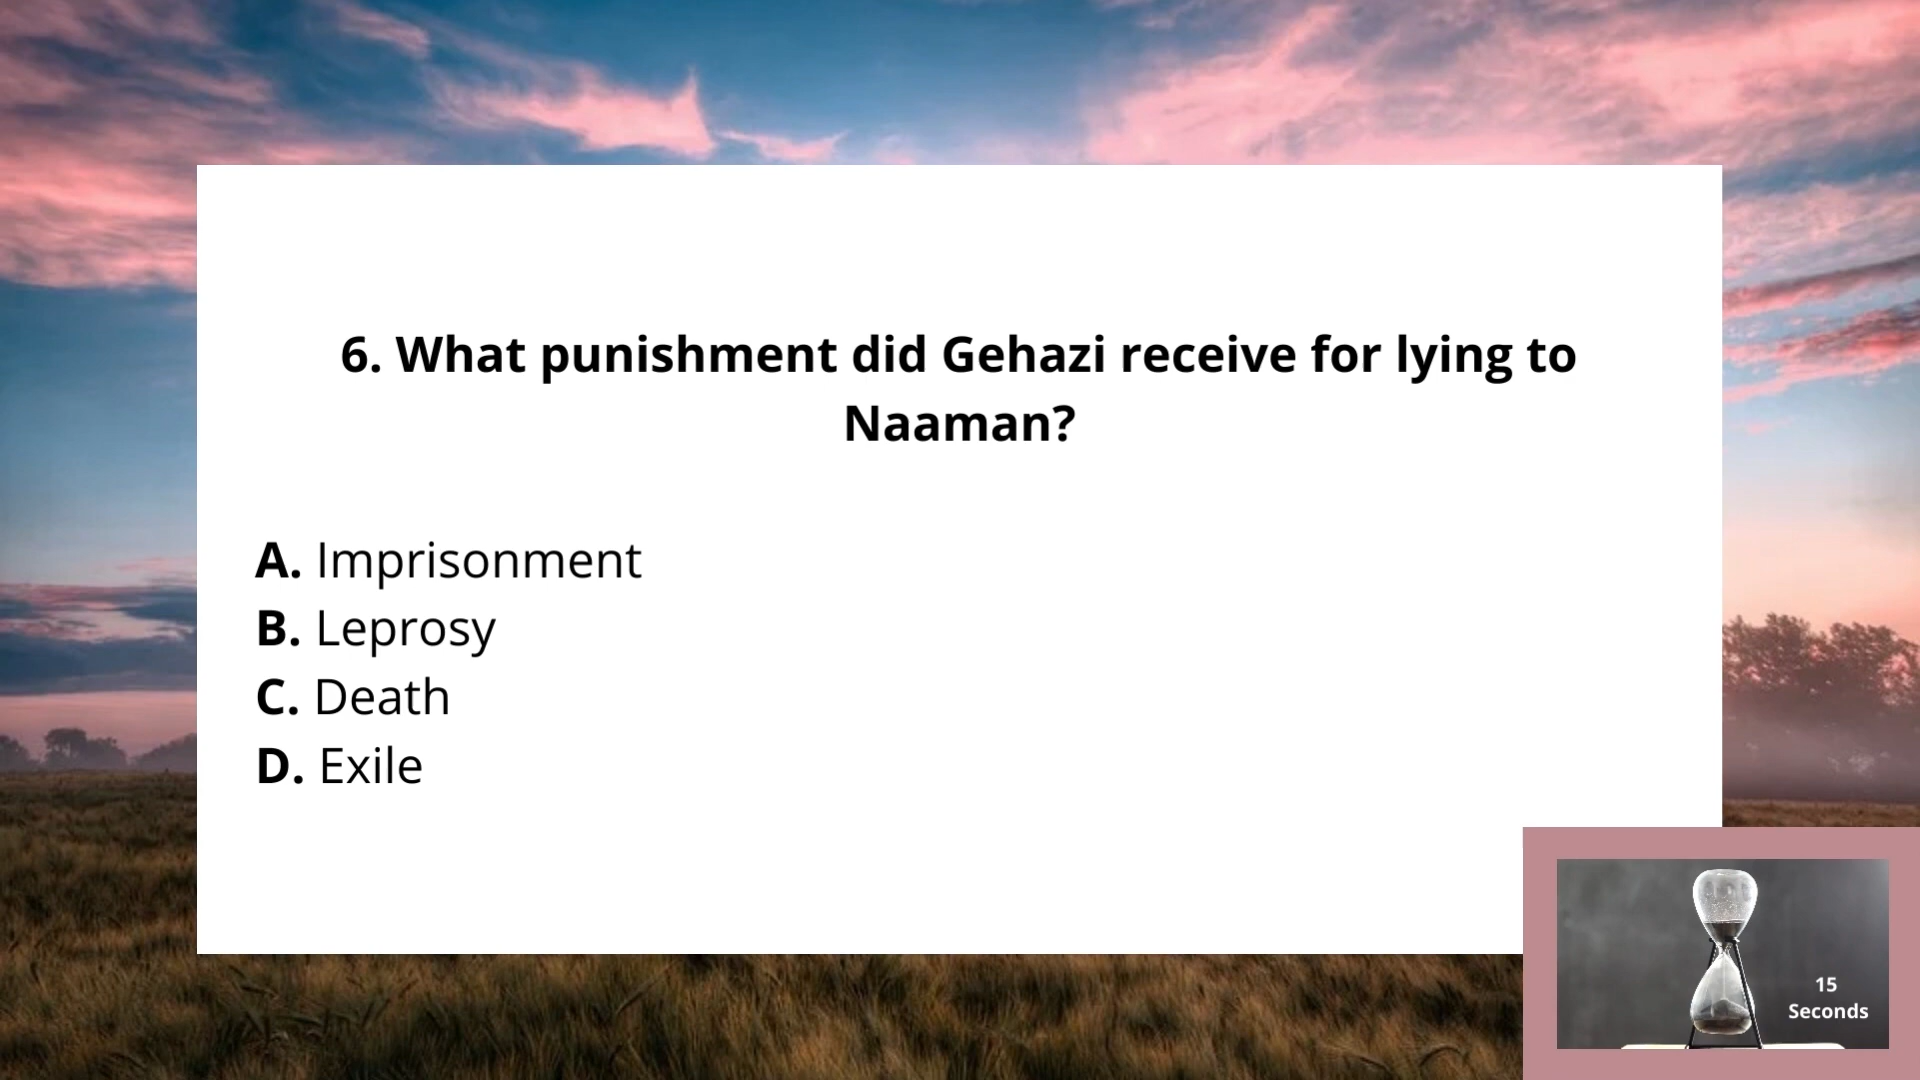 6. What punishment did Gehazi receive for lying to
Naaman?
A. Imprisonment
B. Leprosy
C. Death
D. Exile
15
Seconds